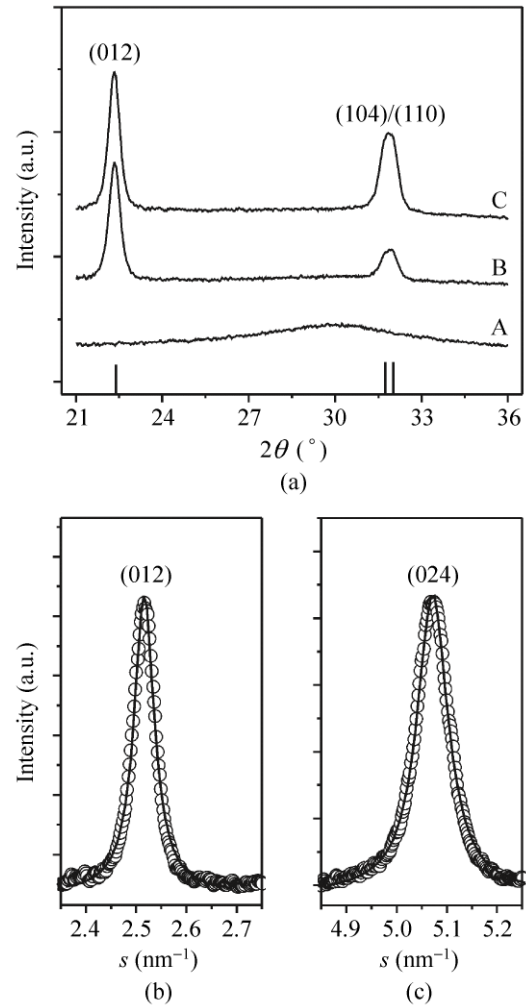 (012)
(104)/(110)
Intensity (a.u.)
C
B
A
21 24 27 30 33 36
2θ (°)
(a)
(012) (024)
Intensity (a.u.)
2.4 2.5 2.6 2.7 4.9 5.0 5.1 5.2
s (nm⁻¹) s (nm⁻¹)
(b) (c)